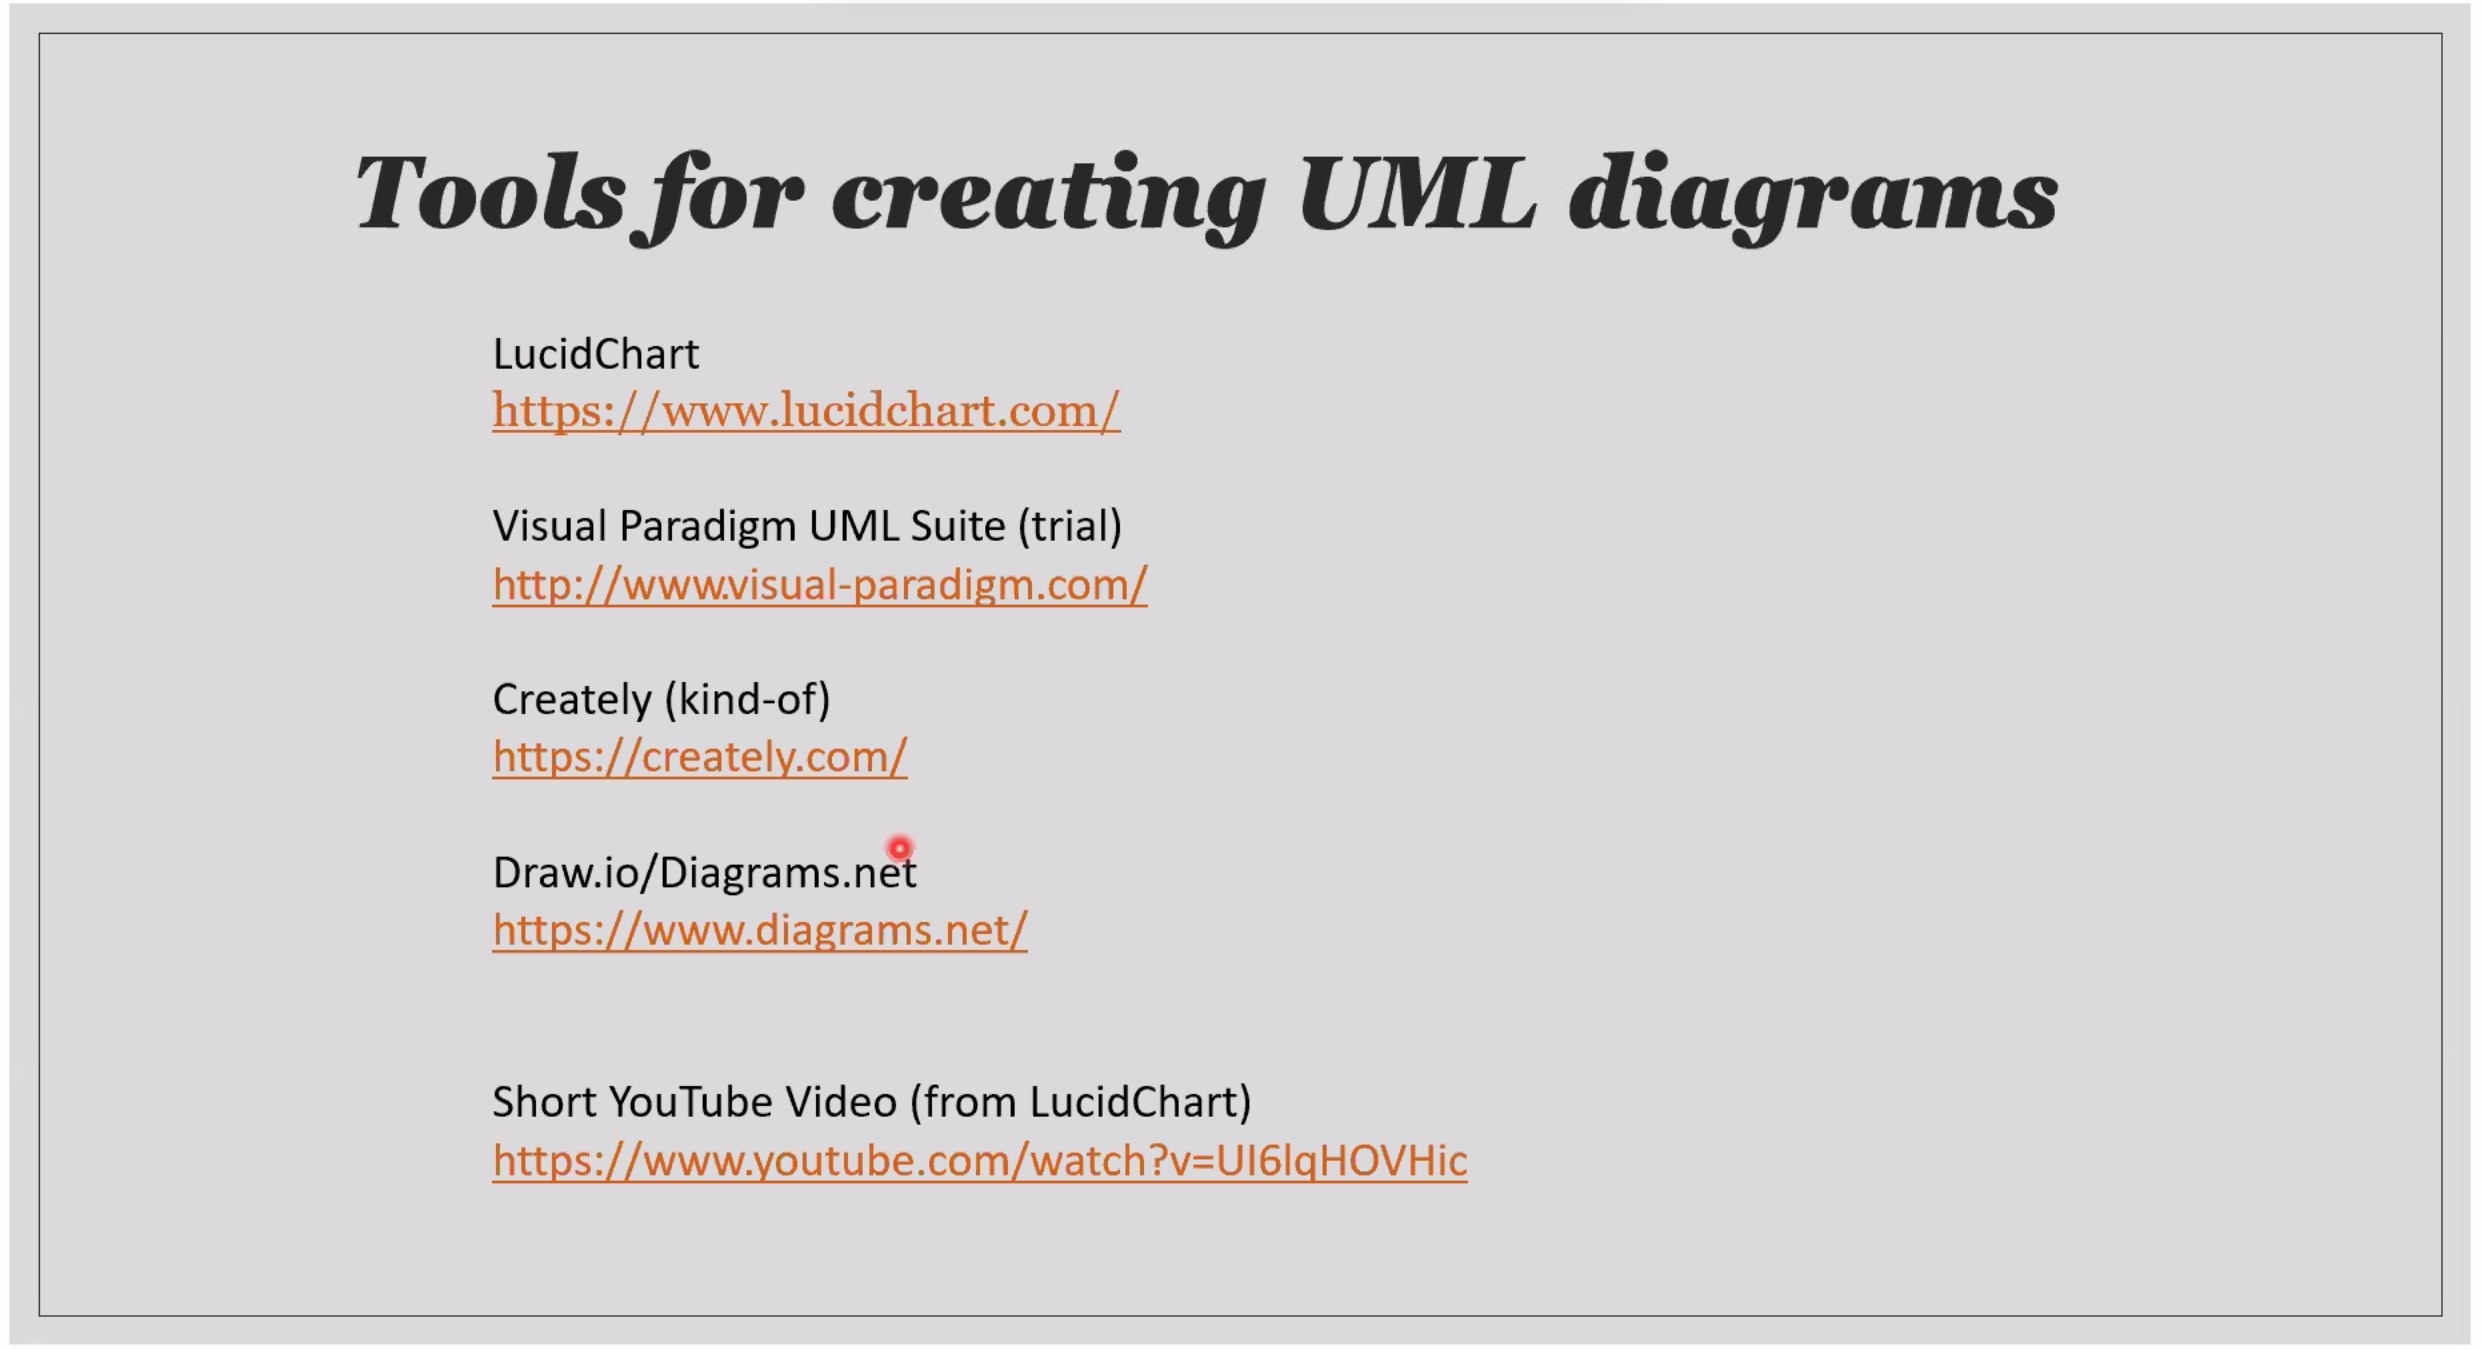 Tools for creating UML diagrams
LucidChart
https://www.lucidchart.com/
Visual Paradigm UML Suite (trial)
http://www.visual-paradigm.com/
Creately (kind-of)
https://creately.com/
Draw.io/Diagrams.net
https://www.diagrams.net/
Short YouTube Video (from LucidChart)
https://www.youtube.com/watch?v=UI6lqHOVHic